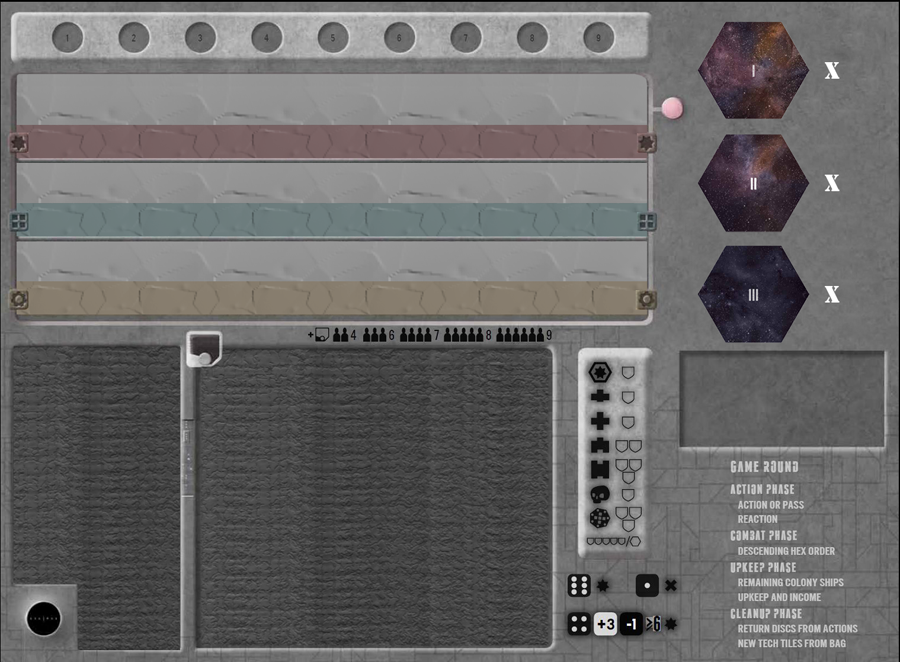 1 2 3 4 5 6 7 8 9
I X
II X
III X
+ 4 6 7 8 9
GAME ROUND
ACTION PHASE
ACTION OR PASS
REACTION
COMBAT PHASE
DESCENDING HEX ORDER
UPKEEP PHASE
REMAINING COLONY SHIPS
UPKEEP AND INCOME
CLEANUP PHASE
RETURN DISCS FROM ACTIONS
NEW TECH TILES FROM BAG
/
+3 -1 ≥6